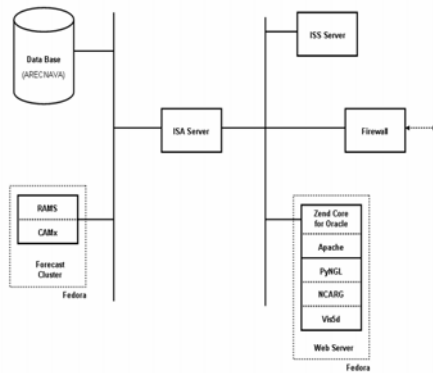 Data Base
(ARECNAVA)
ISS Server
ISA Server
Firewall
RAMS
CAMx
Forecast
Cluster
Fedora
Zend Core
for Oracle
Apache
PyNGL
NCARG
Vis5d
Web Server
Fedora